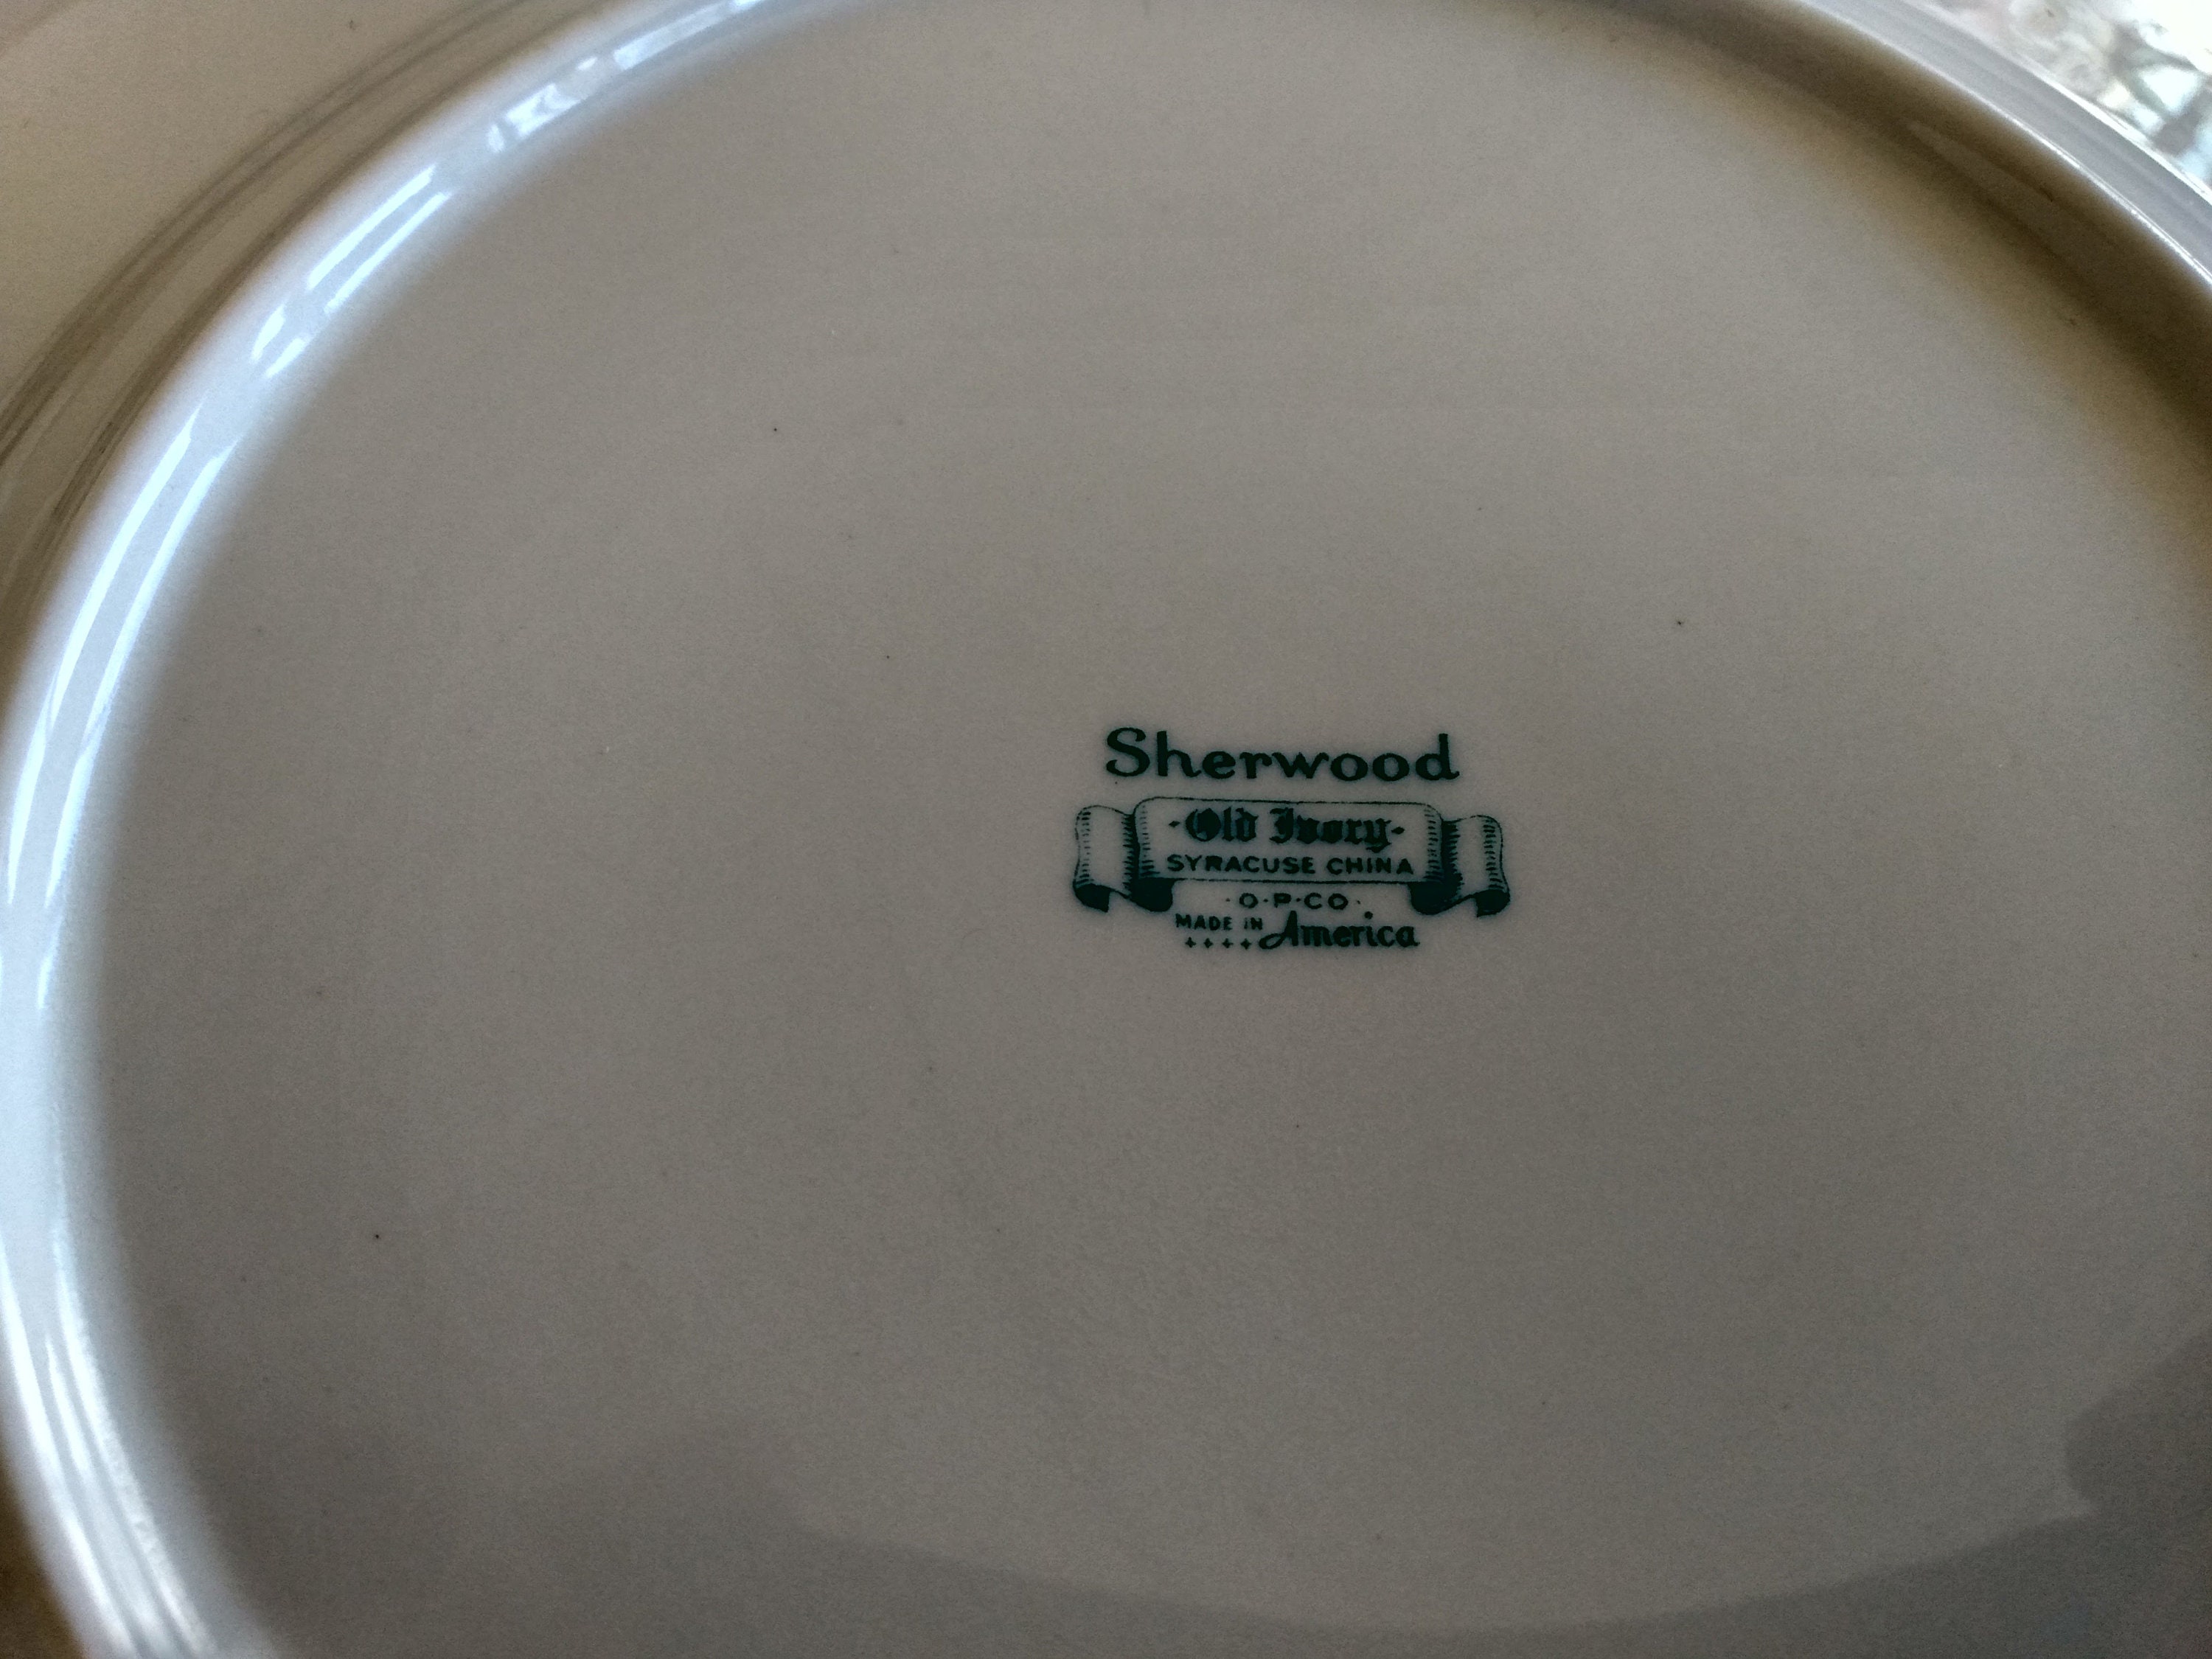 Sherwood
·Old Ivory·
SYRACUSE CHINA
·O·P·CO·
MADE IN America
++++